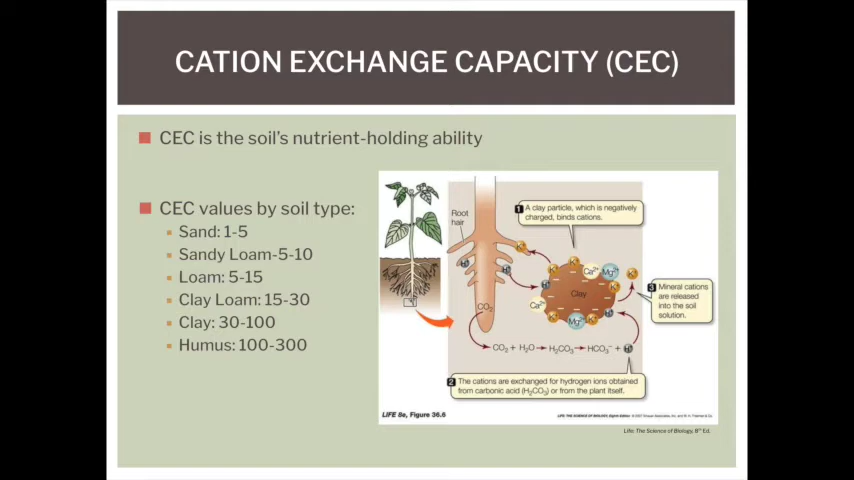 CATION EXCHANGE CAPACITY (CEC)
CEC is the soil's nutrient-holding ability
CEC values by soil type:
Sand: 1-5
Sandy Loam-5-10
Loam: 5-15
Clay Loam: 15-30
Clay: 30-100
Humus: 100-300
Root
hair
1 A clay particle, which is negatively
charged, binds cations.
K+
K+
K+
K+
Ca2+
Mg2+
K+
H+
H+
H+
K+
Clay
Ca2+
K+
Mg2+
K+
H+
3 Mineral cations
are released
into the soil
solution.
CO2
CO2 + H2O → H2CO3 → HCO3− + H+
2 The cations are exchanged for hydrogen ions obtained
from carbonic acid (H2CO3) or from the plant itself.
LIFE 8e, Figure 36.6
Life: The Science of Biology, 8th Ed.